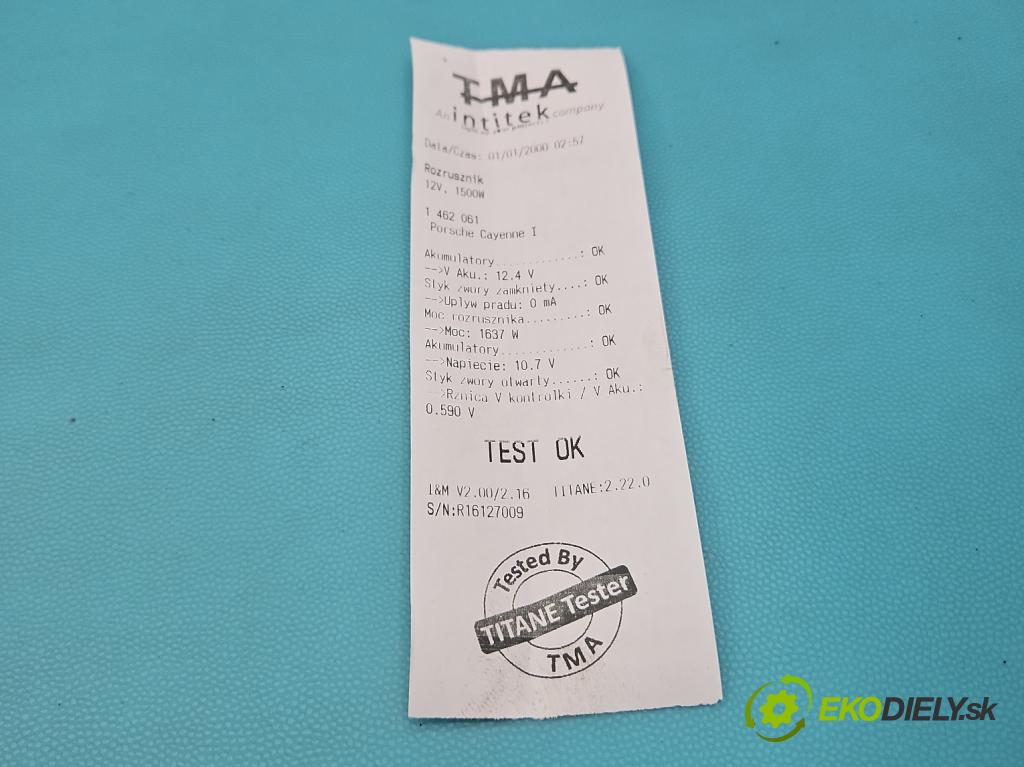 TMA
An intitek company
Data/Czas: 01/01/2000 02:57
Rozrusznik
12V, 1500W
1 462 061
Porsche Cayenne I
Akumulatory............: OK
-->V Aku.: 12.4 V
Styk zwory zamkniety....: OK
-->Uplyw pradu: 0 mA
Moc rozrusznika.........: OK
-->Moc: 1637 W
Akumulatory.............: OK
-->Napiecie: 10.7 V
Styk zwory otwarty......: OK
-->Rznica V kontrolki / V Aku.:
0.590 V
TEST OK
I&M V2.00/2.16 TITANE:2.22.0
S/N:R16127009
Tested By
TITANE Tester
TMA
EKODIELY.sk